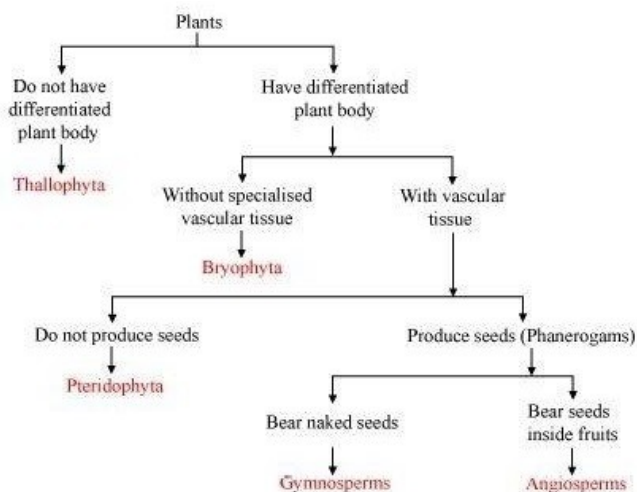 Plants
Do not have
differentiated
plant body
Have differentiated
plant body
Thallophyta
Without specialised
vascular tissue
With vascular
tissue
Bryophyta
Do not produce seeds
Produce seeds (Phanerogams)
Pteridophyta
Bear naked seeds
Bear seeds
inside fruits
Gymnosperms
Angiosperms